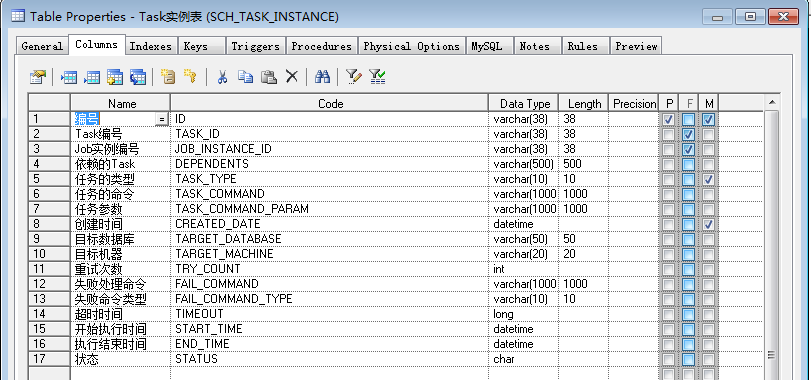 Table Properties - Task实例表 (SCH_TASK_INSTANCE)
General Columns Indexes Keys Triggers Procedures Physical Options MySQL Notes Rules Preview
Name Code Data Type Length Precision P F M
1 编号 = ID varchar(38) 38
2 Task编号 TASK_ID varchar(38) 38
3 Job实例编号 JOB_INSTANCE_ID varchar(38) 38
4 依赖的Task DEPENDENTS varchar(500) 500
5 任务的类型 TASK_TYPE varchar(10) 10
6 任务的命令 TASK_COMMAND varchar(1000 1000
7 任务参数 TASK_COMMAND_PARAM varchar(1000 1000
8 创建时间 CREATED_DATE datetime
9 目标数据库 TARGET_DATABASE varchar(50) 50
10 目标机器 TARGET_MACHINE varchar(20) 20
11 重试次数 TRY_COUNT int
12 失败处理命令 FAIL_COMMAND varchar(1000 1000
13 失败命令类型 FAIL_COMMAND_TYPE varchar(10) 10
14 超时时间 TIMEOUT long
15 开始执行时间 START_TIME datetime
16 执行结束时间 END_TIME datetime
17 状态 STATUS char